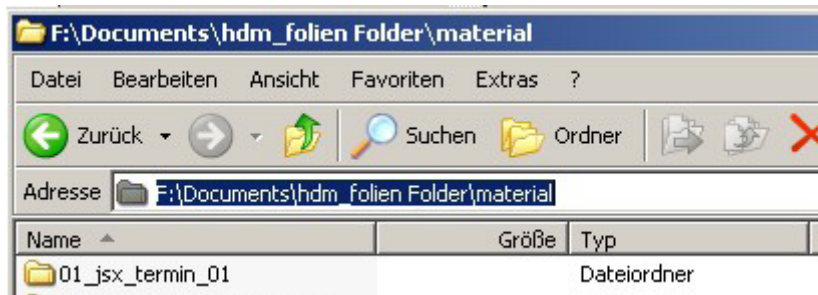 F:\Documents\hdm_folien Folder\material
Datei Bearbeiten Ansicht Favoriten Extras ?
Zurück Suchen Ordner
Adresse F:\Documents\hdm_folien Folder\material
Name Größe Typ
01_jsx_termin_01 Dateiordner